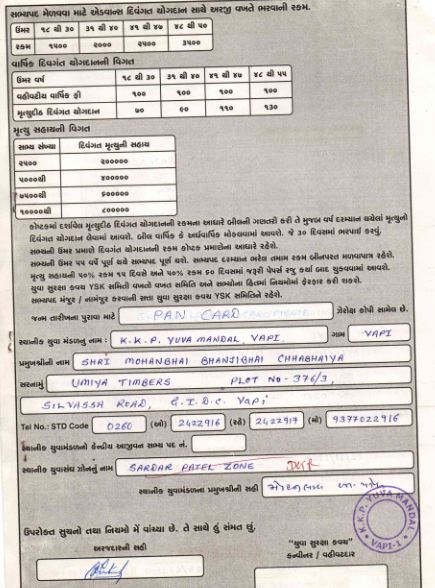 સભ્યપદ મેળવવા માટે એડવાન્સ દિવંગત યોગદાન સાથે અરજી વખતે ભરવાની રકમ.
ઉંમર ૧૮ થી ૩૦ ૩૧ થી ૪૦ ૪૧ થી ૪૭ ૪૮ થી ૫૦
રકમ ૧૫૦૦ ૨૦૦૦ ૨૫૦૦ ૩૫૦૦
વાર્ષિક દિવંગત યોગદાનની વિગત
ઉંમર વર્ષ ૧૮ થી ૩૦ ૩૧ થી ૪૦ ૪૧ થી ૪૭ ૪૮ થી ૫૫
વહીવટીય વાર્ષિક ફી ૧૦૦ ૧૦૦ ૧૦૦ ૧૦૦
મૃત્યુદીઠ દિવંગત યોગદાન ૭૦ ૯૦ ૧૧૦ ૧૩૦
મૃત્યુ સહાયની વિગત
સભ્ય સંખ્યા દિવંગત મૃત્યુની સહાય
૨૫૦૦ ૨૦૦૦૦૦
૫૦૦૦થી ૪૦૦૦૦૦
૭૫૦૦થી ૬૦૦૦૦૦
૧૦૦૦૦થી ૮૦૦૦૦૦
કોષ્ટકમાં દર્શાવેલ મૃત્યુદીઠ દિવંગત યોગદાનની રકમના આધારે બીલની ગણતરી કરી તે મુજબ વર્ષ દરમ્યાન થયેલાં મૃત્યુનો
દિવંગત યોગદાન લેવામાં આવશે. બીલ વાર્ષિક કે અર્ધવાર્ષિક મોકલવામાં આવશે. જે ૩૦ દિવસમાં ભરપાઈ કરવું.
સભ્યની ઉંમર પ્રમાણે દિવંગત યોગદાનની રકમ કોષ્ટક પ્રમાણેના આધારે રહેશે.
સભ્યની ઉંમર ૫૫ વર્ષ પૂર્ણ થયે સભ્યપદ પૂર્ણ થશે. સભ્યપદ દરમ્યાન ભરેલ તમામ રકમ બીનપરત મળવાપાત્ર રહેશે.
મૃત્યુ સહાયની ૫૦% રકમ ૧૫ દિવસે અને ૫૦% રકમ ૬૦ દિવસમાં જરૂરી પેપર્સ રજુ કર્યા બાદ ચુકવવામાં આવશે.
યુવા સુરક્ષા કવચ YSK સમિતી વખતો વખત સમિતિ અને સભ્યોના હિતમાં નિયમોમાં ફેરફાર કરી શકશે.
સભ્યપદ મંજુર / નામંજુર કરવાની સત્તા યુવા સુરક્ષા કવચ YSK સમિતિને રહેશે.
જન્મ તારીખના પુરાવા માટે PAN CARD ઝેરોક્ષ કોપી સામેલ છે.
સ્થાનીક યુવા મંડળનું નામ : K.K.P. YUVA MANDAL, VAPI. ગામ VAPI
પ્રમુખશ્રીની નામ SHRI MOHANBHAI BHANJIBHAI CHHABHAIYA
સરનામું UMIYA TIMBERS PLOT NO-376/3,
SILVASSA ROAD, G.I.D.C. VAPI
Tel No.: STD Code 0260 (ઓ) 2422916 (રહે) 2422917 (મો) 9377022916
સ્થાનીક યુવામંડળનો કેન્દ્રીય આજીવન સભ્ય પદ નં.
સ્થાનીક યુવાસંઘ ઝોનનું નામ SARDAR PATEL ZONE
સ્થાનીક યુવામંડળના પ્રમુખશ્રીની સહી
K.K.P. YUVA MANDAL
VAPI-1
ઉપરોક્ત સુચનો તથા નિયમો મેં વાંચ્યા છે. તે સાથે હું સંમત છું.
અરજદારની સહી
"યુવા સુરક્ષા કવચ"
કન્વીનર / વહીવટદાર